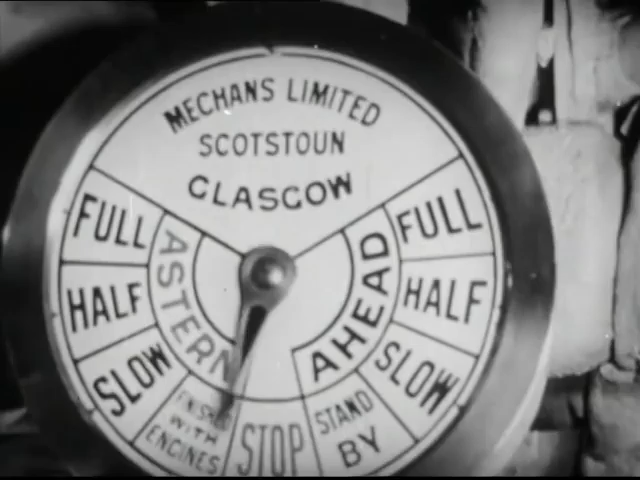 MECHANS LIMITED
SCOTSTOUN
GLASGOW
FULL
HALF
SLOW
ASTERN
FINISHED
WITH
ENGINES
STOP
STAND
BY
AHEAD
SLOW
HALF
FULL